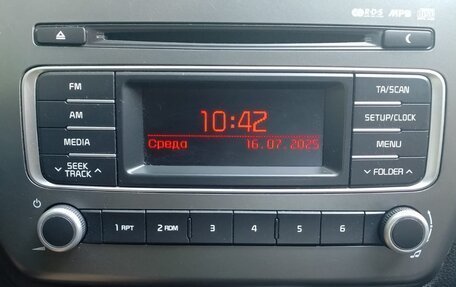 RDS MP3
FM
AM
MEDIA
SEEK
TRACK
10:42
Среда 16.07.2025
TA/SCAN
SETUP/CLOCK
MENU
FOLDER
1 RPT 2 RDM 3 4 5 6